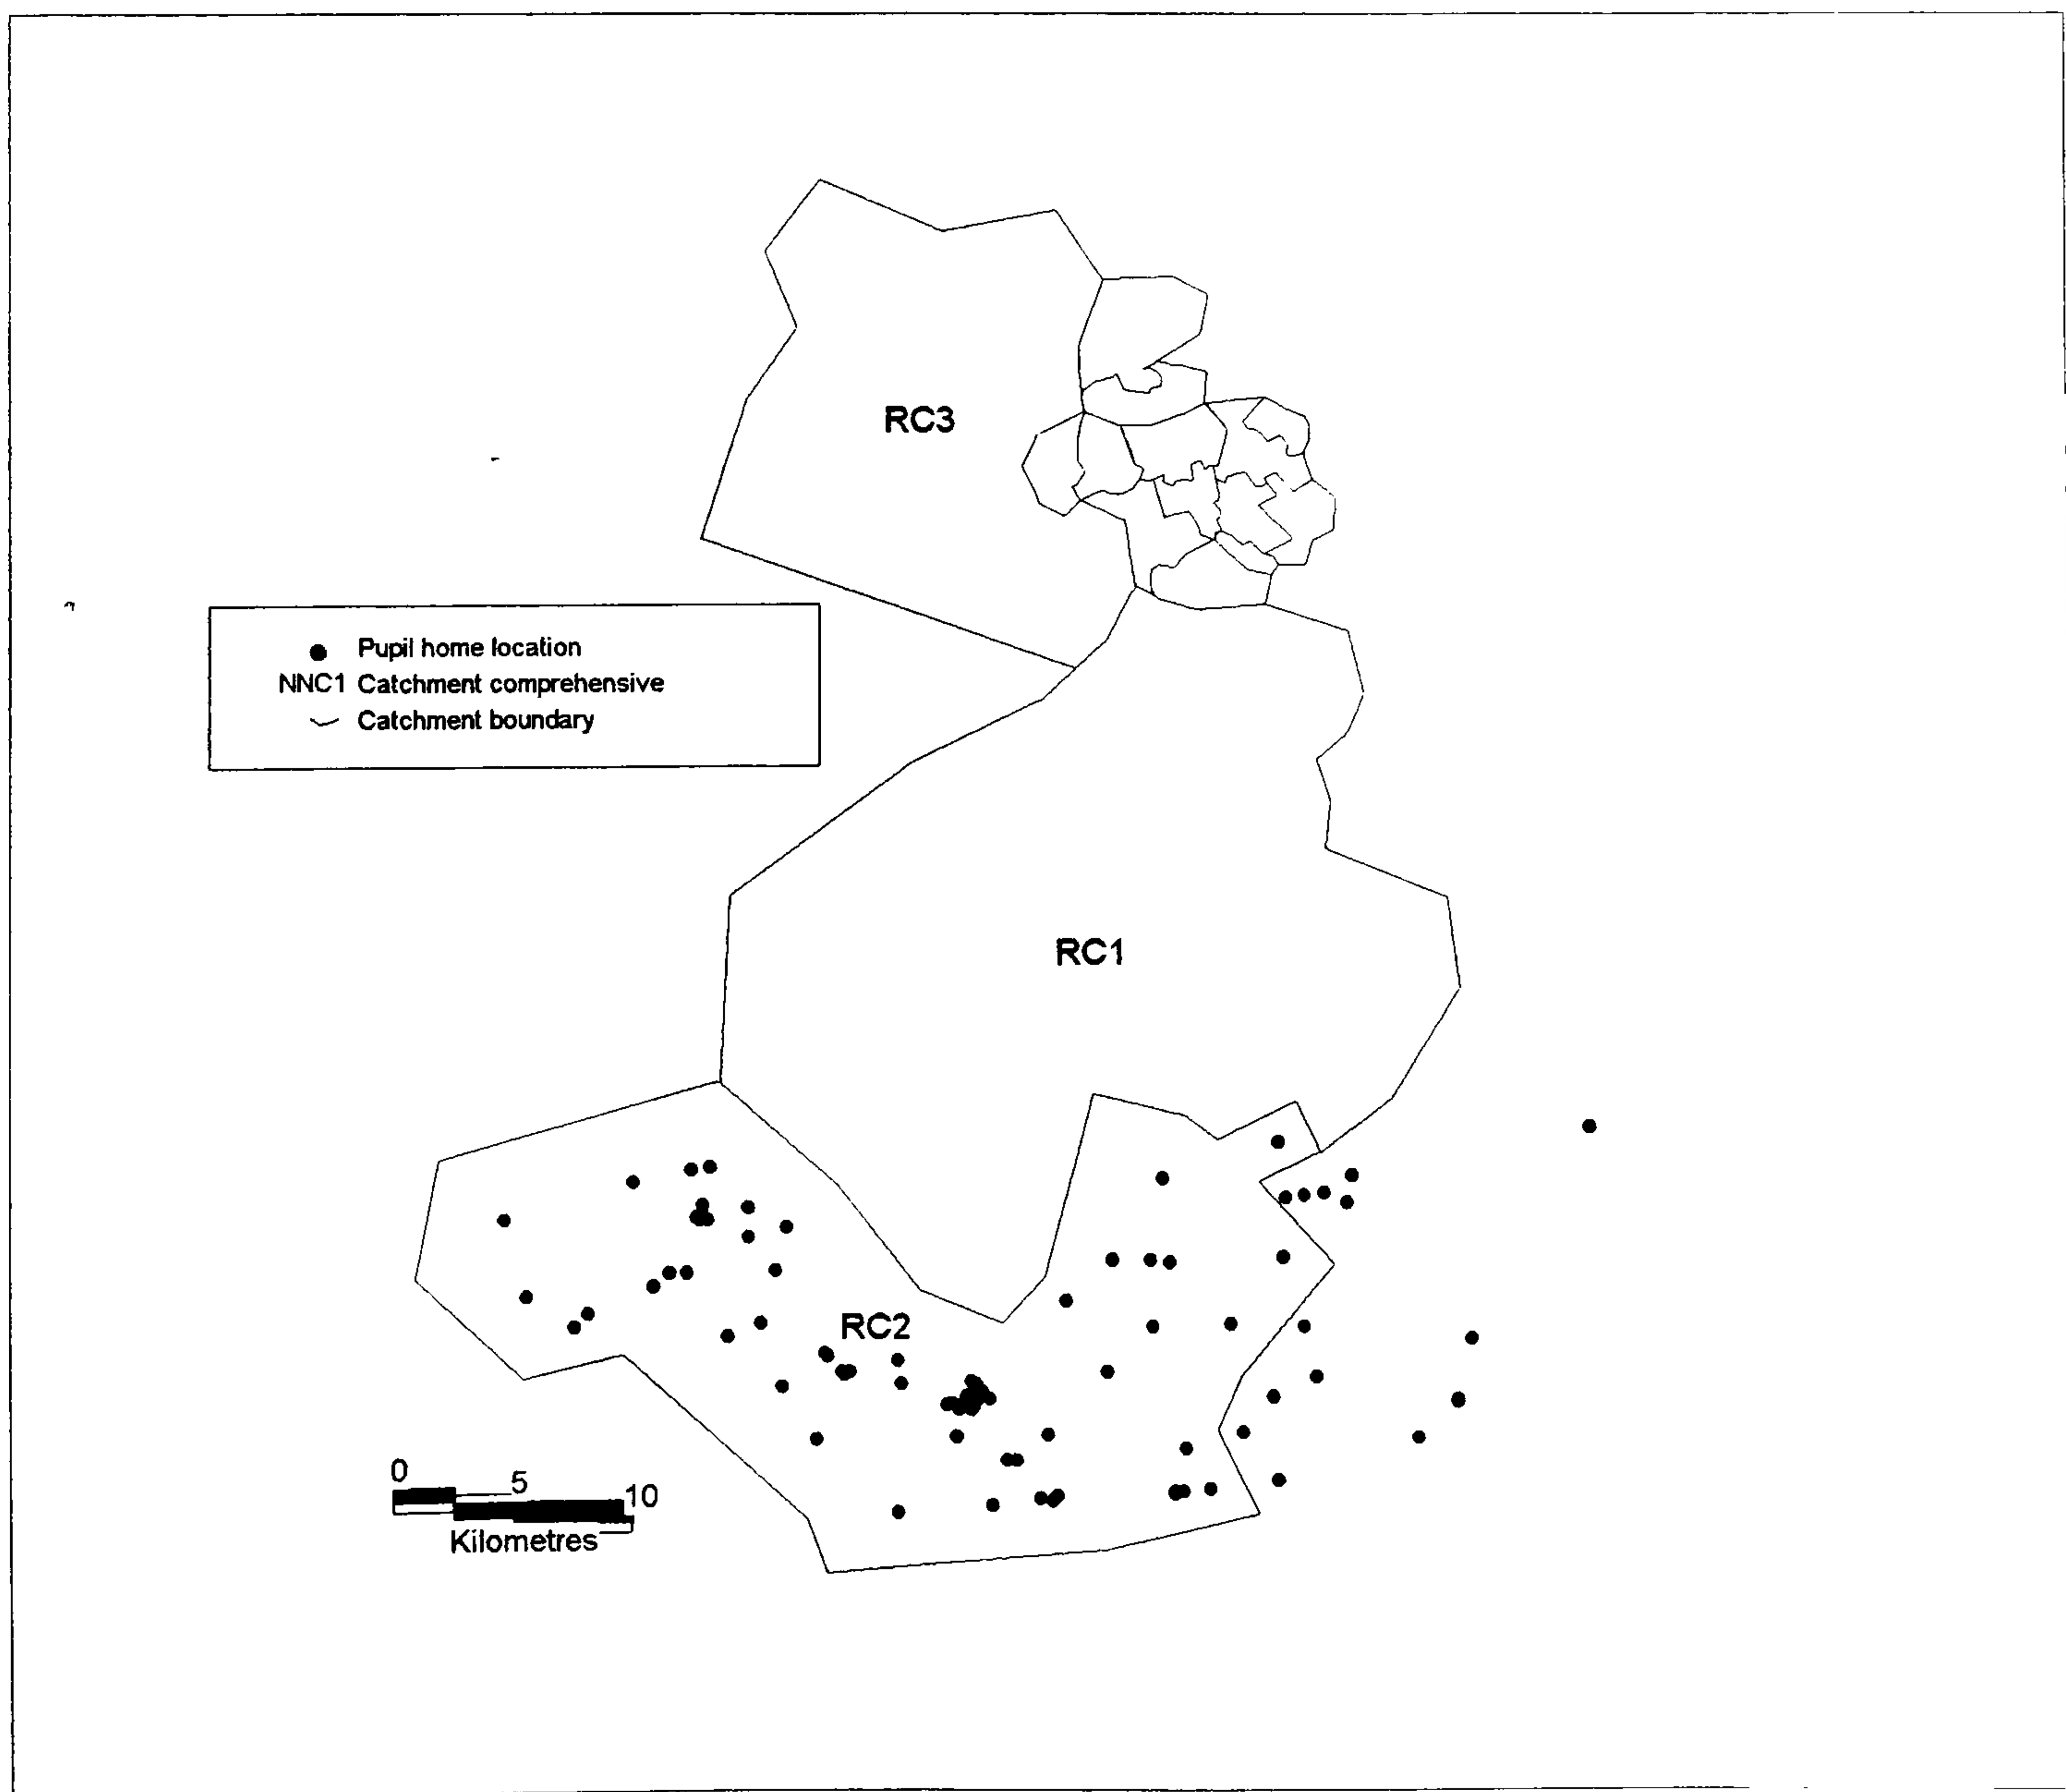 RC3
Pupil home location
NNC1 Catchment comprehensive
Catchment boundary
RC1
RC2
0 5 10
Kilometres